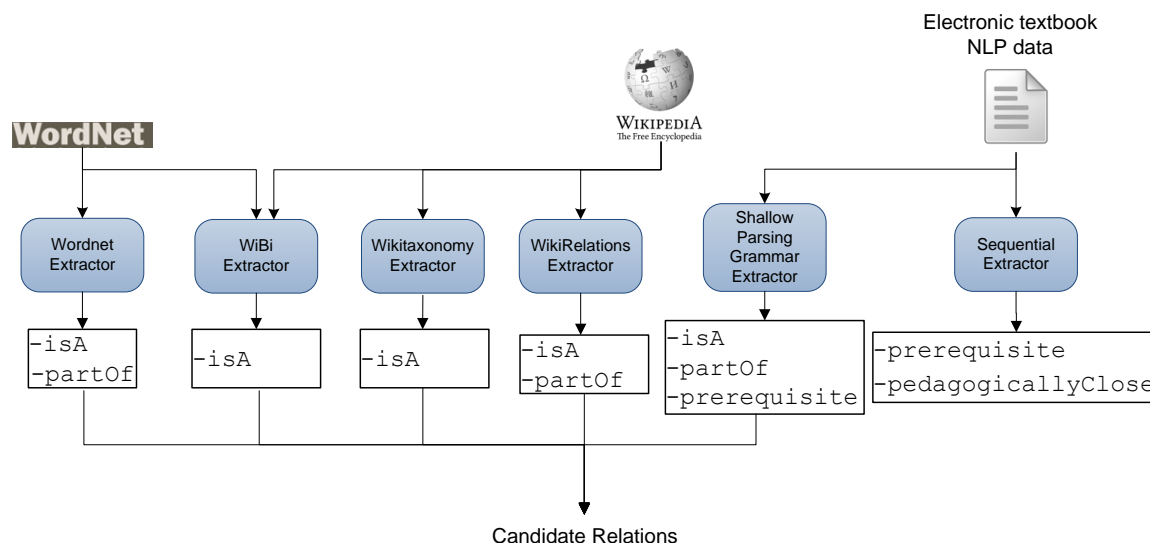 Electronic textbook
NLP data
WIKIPEDIA
The Free Encyclopedia
WordNet
Wordnet
Extractor
WiBi
Extractor
Wikitaxonomy
Extractor
WikiRelations
Extractor
Shallow
Parsing
Grammar
Extractor
Sequential
Extractor
-isA
-partOf
-isA
-isA
-isA
-partOf
-isA
-partOf
-prerequisite
-prerequisite
-pedagogicallyClose
Candidate Relations